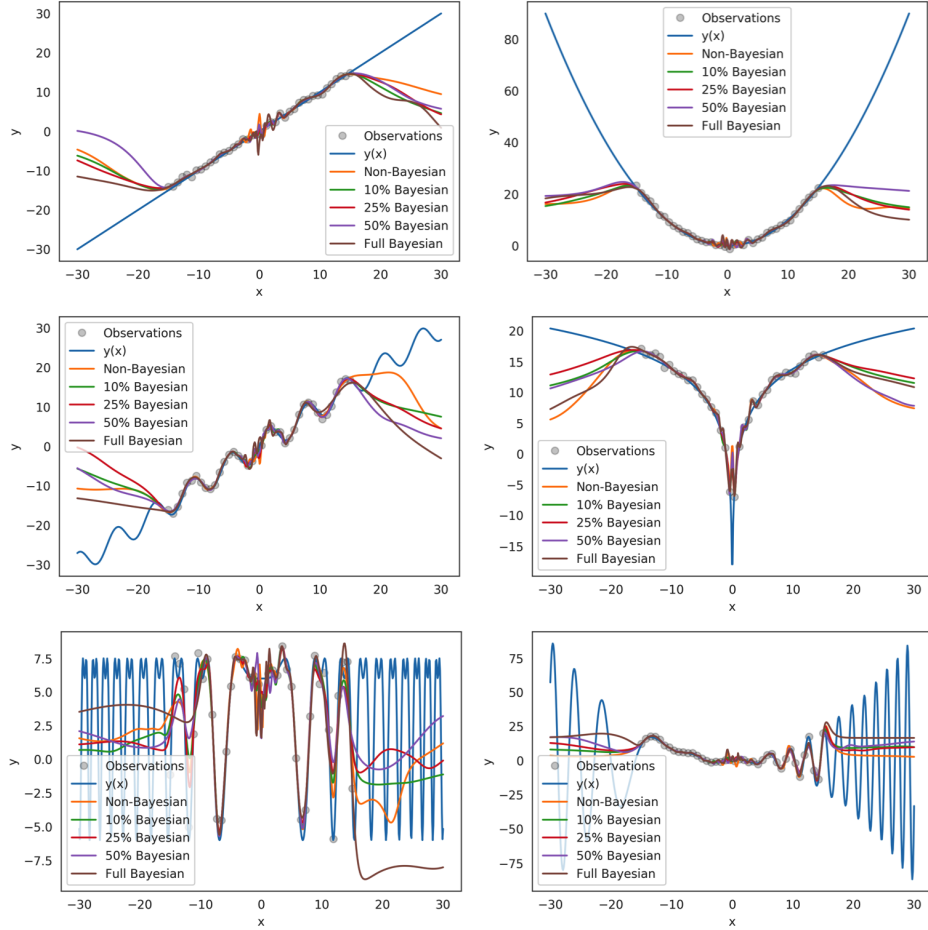 30
20
10
0
−10
−20
−30
y
−30 −20 −10 0 10 20 30
x
Observations
y(x)
Non-Bayesian
10% Bayesian
25% Bayesian
50% Bayesian
Full Bayesian
80
60
40
20
0
y
−30 −20 −10 0 10 20 30
x
Observations
y(x)
Non-Bayesian
10% Bayesian
25% Bayesian
50% Bayesian
Full Bayesian
30
20
10
0
−10
−20
−30
y
−30 −20 −10 0 10 20 30
x
Observations
y(x)
Non-Bayesian
10% Bayesian
25% Bayesian
50% Bayesian
Full Bayesian
20
15
10
5
0
−5
−10
−15
y
−30 −20 −10 0 10 20 30
x
Observations
y(x)
Non-Bayesian
10% Bayesian
25% Bayesian
50% Bayesian
Full Bayesian
7.5
5.0
2.5
0.0
−2.5
−5.0
−7.5
y
−30 −20 −10 0 10 20 30
x
Observations
y(x)
Non-Bayesian
10% Bayesian
25% Bayesian
50% Bayesian
Full Bayesian
75
50
25
0
−25
−50
−75
y
−30 −20 −10 0 10 20 30
x
Observations
y(x)
Non-Bayesian
10% Bayesian
25% Bayesian
50% Bayesian
Full Bayesian